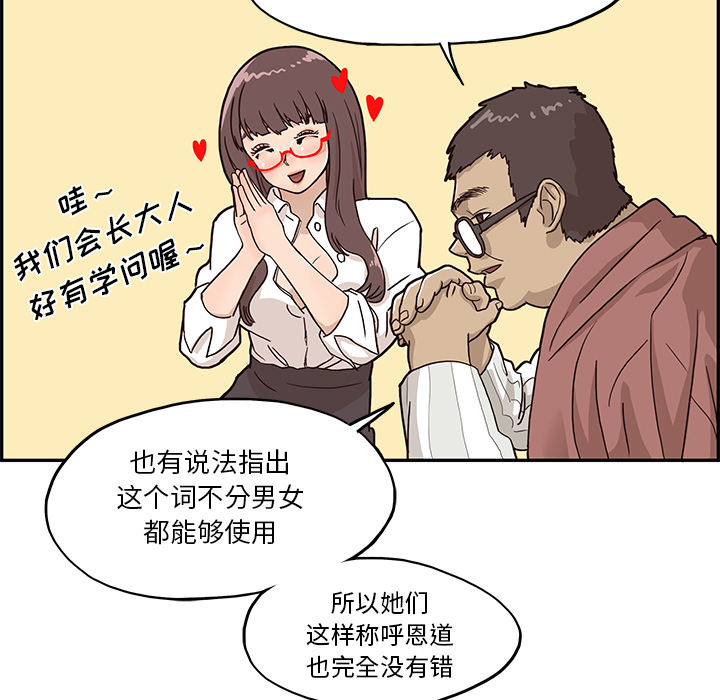 哇~
我们会长大人
好有学问喔~
也有说法指出
这个词不分男女
都能够使用
所以她们
这样称呼恩道
也完全没有错